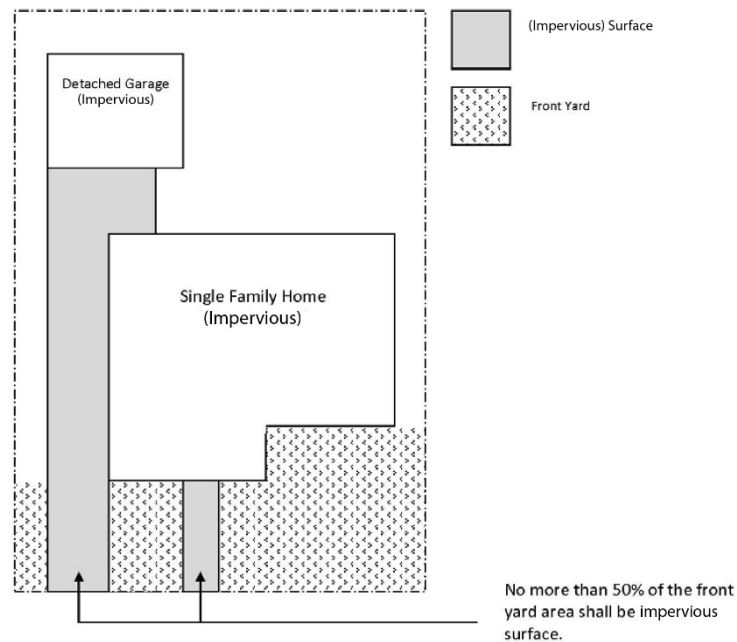 (Impervious) Surface
Detached Garage
(Impervious)
Front Yard
Single Family Home
(Impervious)
No more than 50% of the front
yard area shall be impervious
surface.